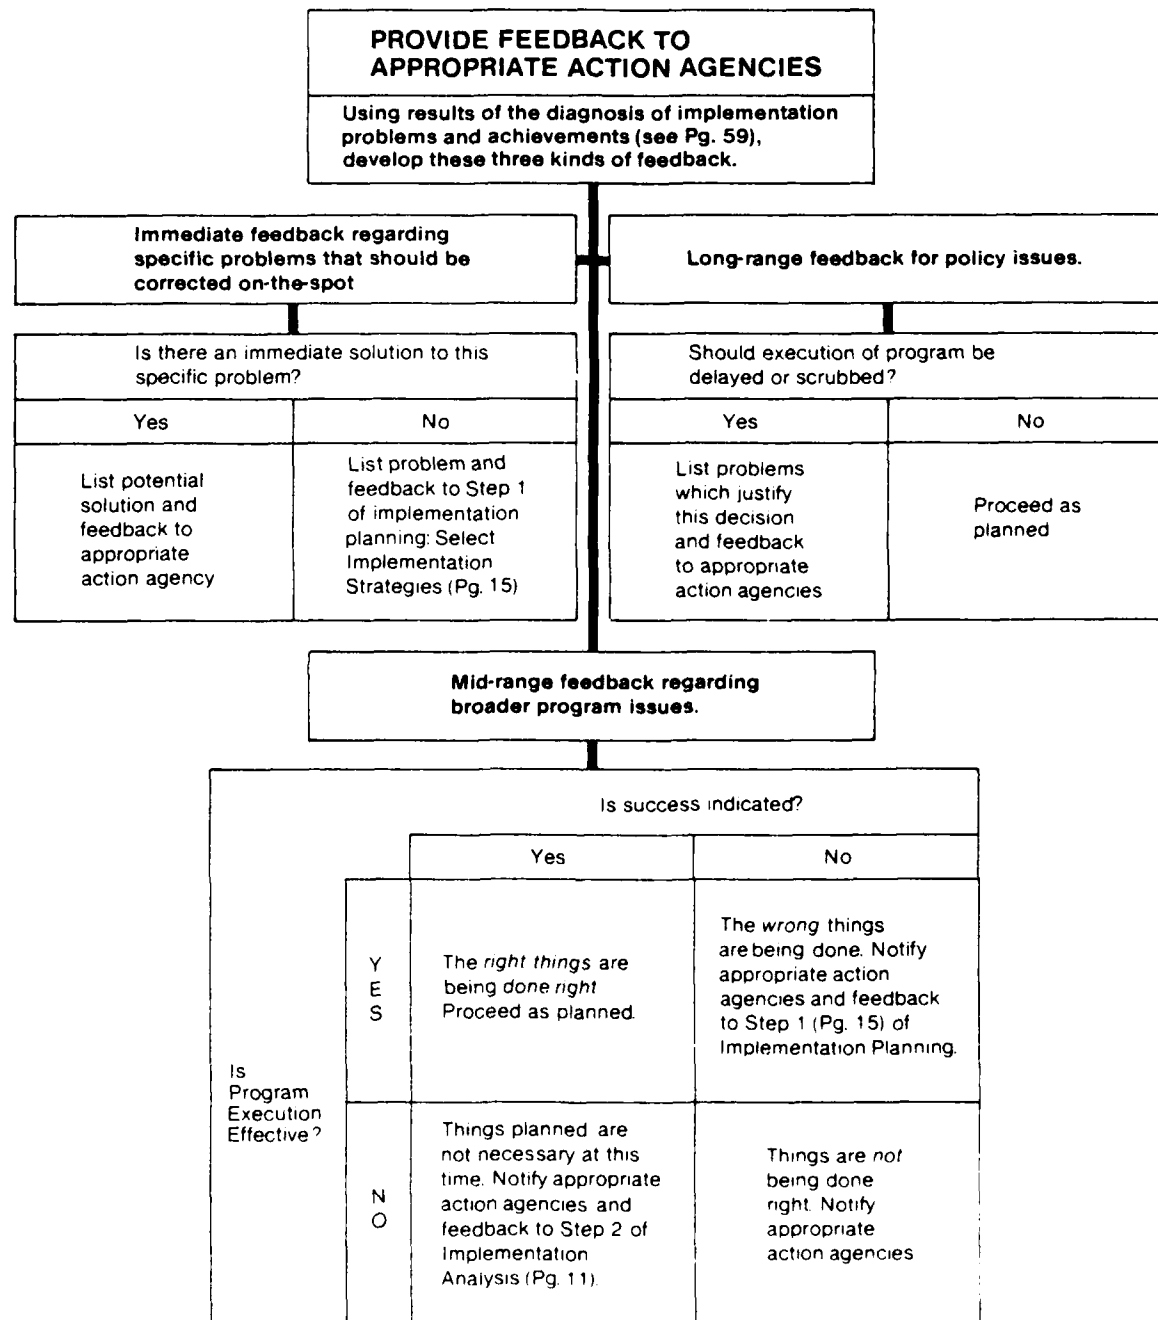 PROVIDE FEEDBACK TO
APPROPRIATE ACTION AGENCIES
Using results of the diagnosis of implementation
problems and achievements (see Pg. 59),
develop these three kinds of feedback.
Immediate feedback regarding
specific problems that should be
corrected on-the-spot
Is there an immediate solution to this
specific problem?
Yes
No
List potential
solution and
feedback to
appropriate
action agency
List problem and
feedback to Step 1
of implementation
planning: Select
Implementation
Strategies (Pg. 15)
Long-range feedback for policy issues.
Should execution of program be
delayed or scrubbed?
Yes
No
List problems
which justify
this decision
and feedback
to appropriate
action agencies
Proceed as
planned
Mid-range feedback regarding
broader program issues.
Is success indicated?
Yes
No
Is
Program
Execution
Effective?
YES
The right things are
being done right
Proceed as planned.
The wrong things
are being done. Notify
appropriate action
agencies and feedback
to Step 1 (Pg. 15) of
Implementation Planning.
NO
Things planned are
not necessary at this
time. Notify appropriate
action agencies and
feedback to Step 2 of
Implementation
Analysis (Pg. 11).
Things are not
being done
right. Notify
appropriate
action agencies